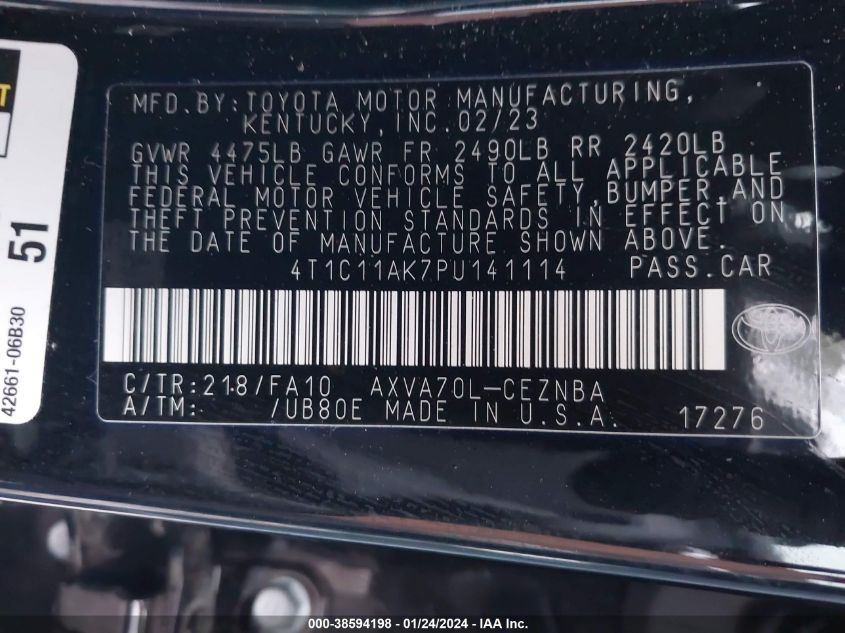 MFD. BY: TOYOTA MOTOR MANUFACTURING,
KENTUCKY, INC. 02/23
GVWR 4475LB GAWR FR 2490LB RR 2420LB
THIS VEHICLE CONFORMS TO ALL APPLICABLE
FEDERAL MOTOR VEHICLE SAFETY, BUMPER, AND
THEFT PREVENTION STANDARDS IN EFFECT ON
THE DATE OF MANUFACTURE SHOWN ABOVE.
4T1C11AK7PU141114 PASS. CAR
C/TR: 218/FA10 AXVA70L-CEZNBA
A/TM: /UB80E MADE IN U.S.A. 17276
51
42661-06B30
000-38594198 - 01/24/2024 - IAA Inc.